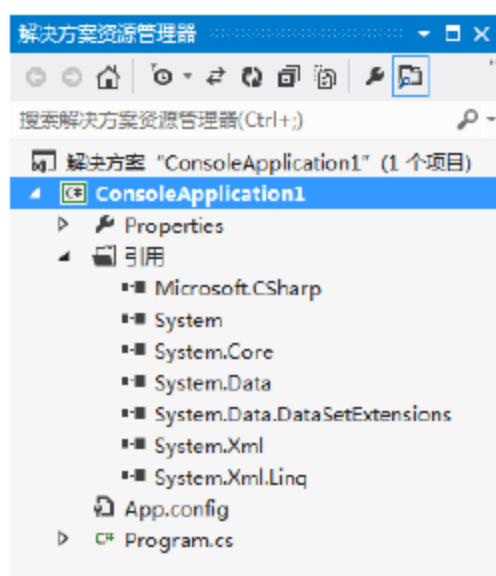 解决方案资源管理器
搜索解决方案资源管理器(Ctrl+;)
解决方案 "ConsoleApplication1" (1 个项目)
C# ConsoleApplication1
Properties
引用
Microsoft.CSharp
System
System.Core
System.Data
System.Data.DataSetExtensions
System.Xml
System.Xml.Linq
App.config
C# Program.cs